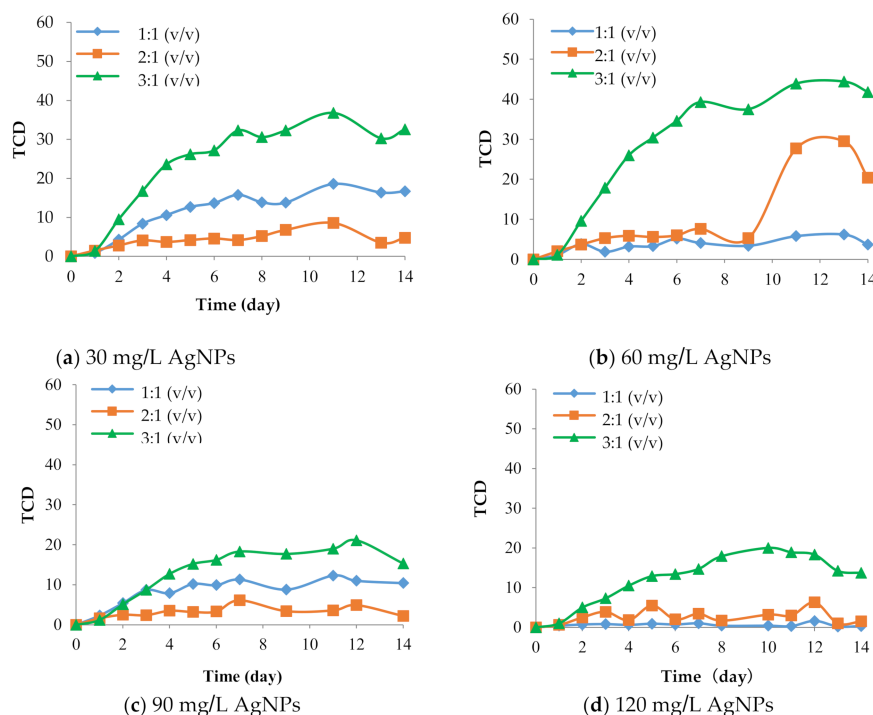 60
50
40
30
20
10
0
TCD
1:1 (v/v)
2:1 (v/v)
3:1 (v/v)
0 2 4 6 8 10 12 14
Time (day)
(a) 30 mg/L AgNPs
60
50
40
30
20
10
0
TCD
1:1 (v/v)
2:1 (v/v)
3:1 (v/v)
0 2 4 6 8 10 12 14
(b) 60 mg/L AgNPs
60
50
40
30
20
10
0
TCD
1:1 (v/v)
2:1 (v/v)
3:1 (v/v)
0 2 4 6 8 10 12 14
Time (day)
(c) 90 mg/L AgNPs
60
50
40
30
20
10
0
TCD
1:1 (v/v)
2:1 (v/v)
3:1 (v/v)
0 2 4 6 8 10 12 14
Time（day）
(d) 120 mg/L AgNPs